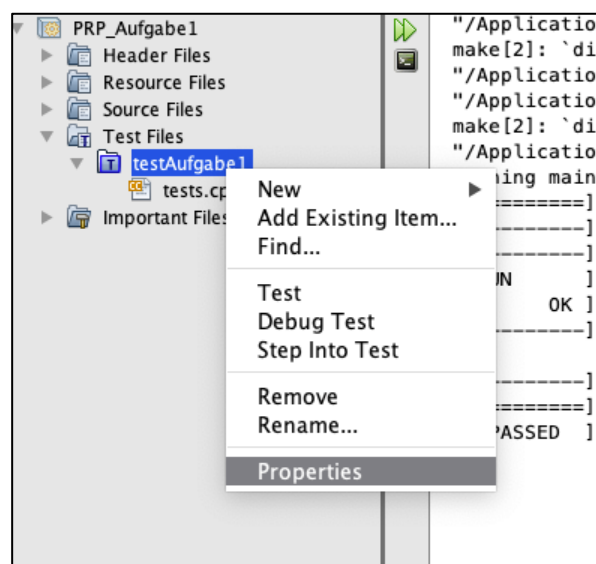 PRP_Aufgabe1
Header Files
Resource Files
Source Files
Test Files
testAufgabe1
tests.cp
Important Files
New
Add Existing Item...
Find...
Test
Debug Test
Step Into Test
Remove
Rename...
Properties
"/Applicatio
make[2]: `di
"/Applicatio
"/Applicatio
make[2]: `di
"/Applicatio
ing main
========]
-------]
-------]
UN ]
OK ]
-------]
-------]
========]
PASSED ]